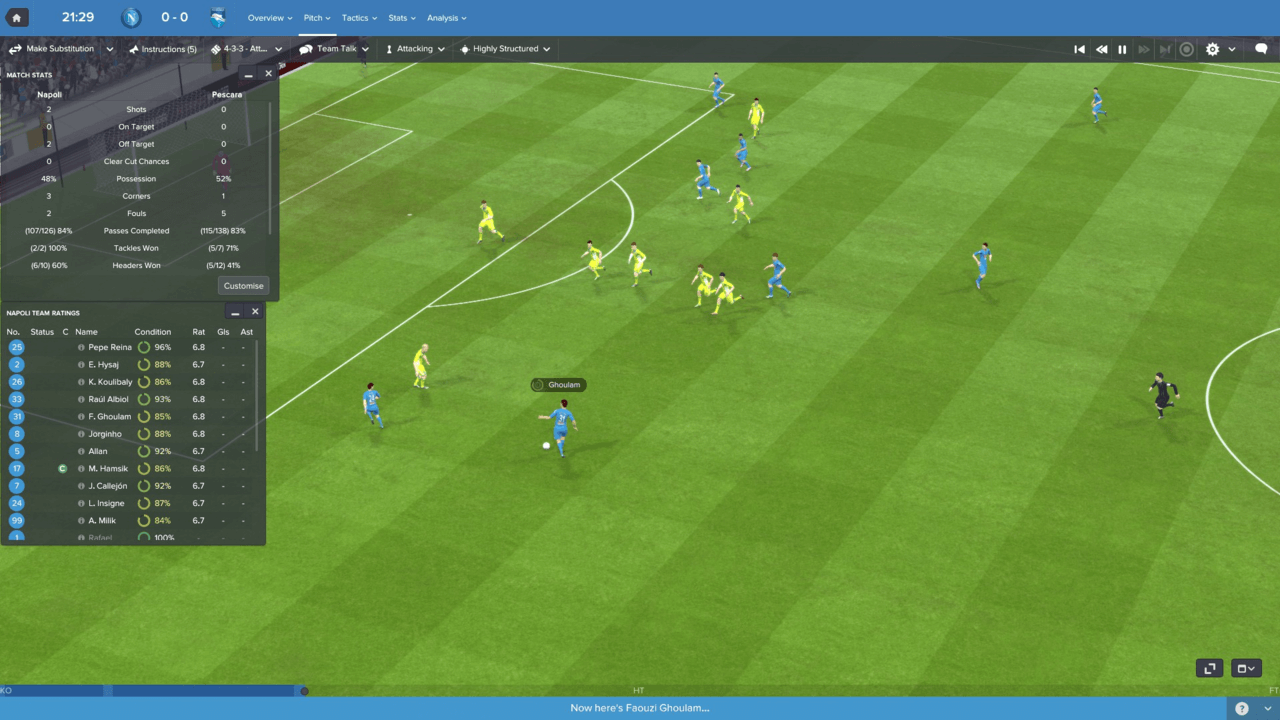 21:29 0 - 0 Overview Pitch Tactics Stats Analysis
Make Substitution Instructions (5) 4-3-3 - Att... Team Talk Attacking Highly Structured
MATCH STATS
Napoli Pescara
2 Shots 0
0 On Target 0
2 Off Target 0
0 Clear Cut Chances 0
48% Possession 52%
3 Corners 1
2 Fouls 5
(107/126) 84% Passes Completed (115/138) 83%
(2/2) 100% Tackles Won (5/7) 71%
(6/10) 60% Headers Won (5/12) 41%
Customise
NAPOLI TEAM RATINGS
No. Status C Name Condition Rat Gls Ast
25 Pepe Reina 96% 6.8 - -
2 E. Hysaj 88% 6.7 - -
26 K. Koulibaly 86% 6.8 - -
33 Raúl Albiol 93% 6.8 - -
31 F. Ghoulam 85% 6.8 - -
8 Jorginho 88% 6.8 - -
5 Allan 92% 6.7 - -
17 C M. Hamsik 86% 6.8 - -
7 J. Callejón 92% 6.7 - -
24 L. Insigne 87% 6.7 - -
99 A. Milik 84% 6.7 - -
1 Rafael 100% - - -
Ghoulam
24
31
KO HT FT
Now here's Faouzi Ghoulam...
?